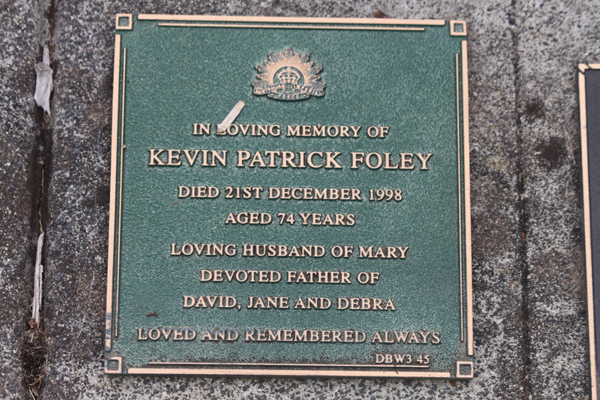 IN LOVING MEMORY OF
KEVIN PATRICK FOLEY
DIED 21ST DECEMBER 1998
AGED 74 YEARS
LOVING HUSBAND OF MARY
DEVOTED FATHER OF
DAVID, JANE AND DEBRA
LOVED AND REMEMBERED ALWAYS
DBW3 45